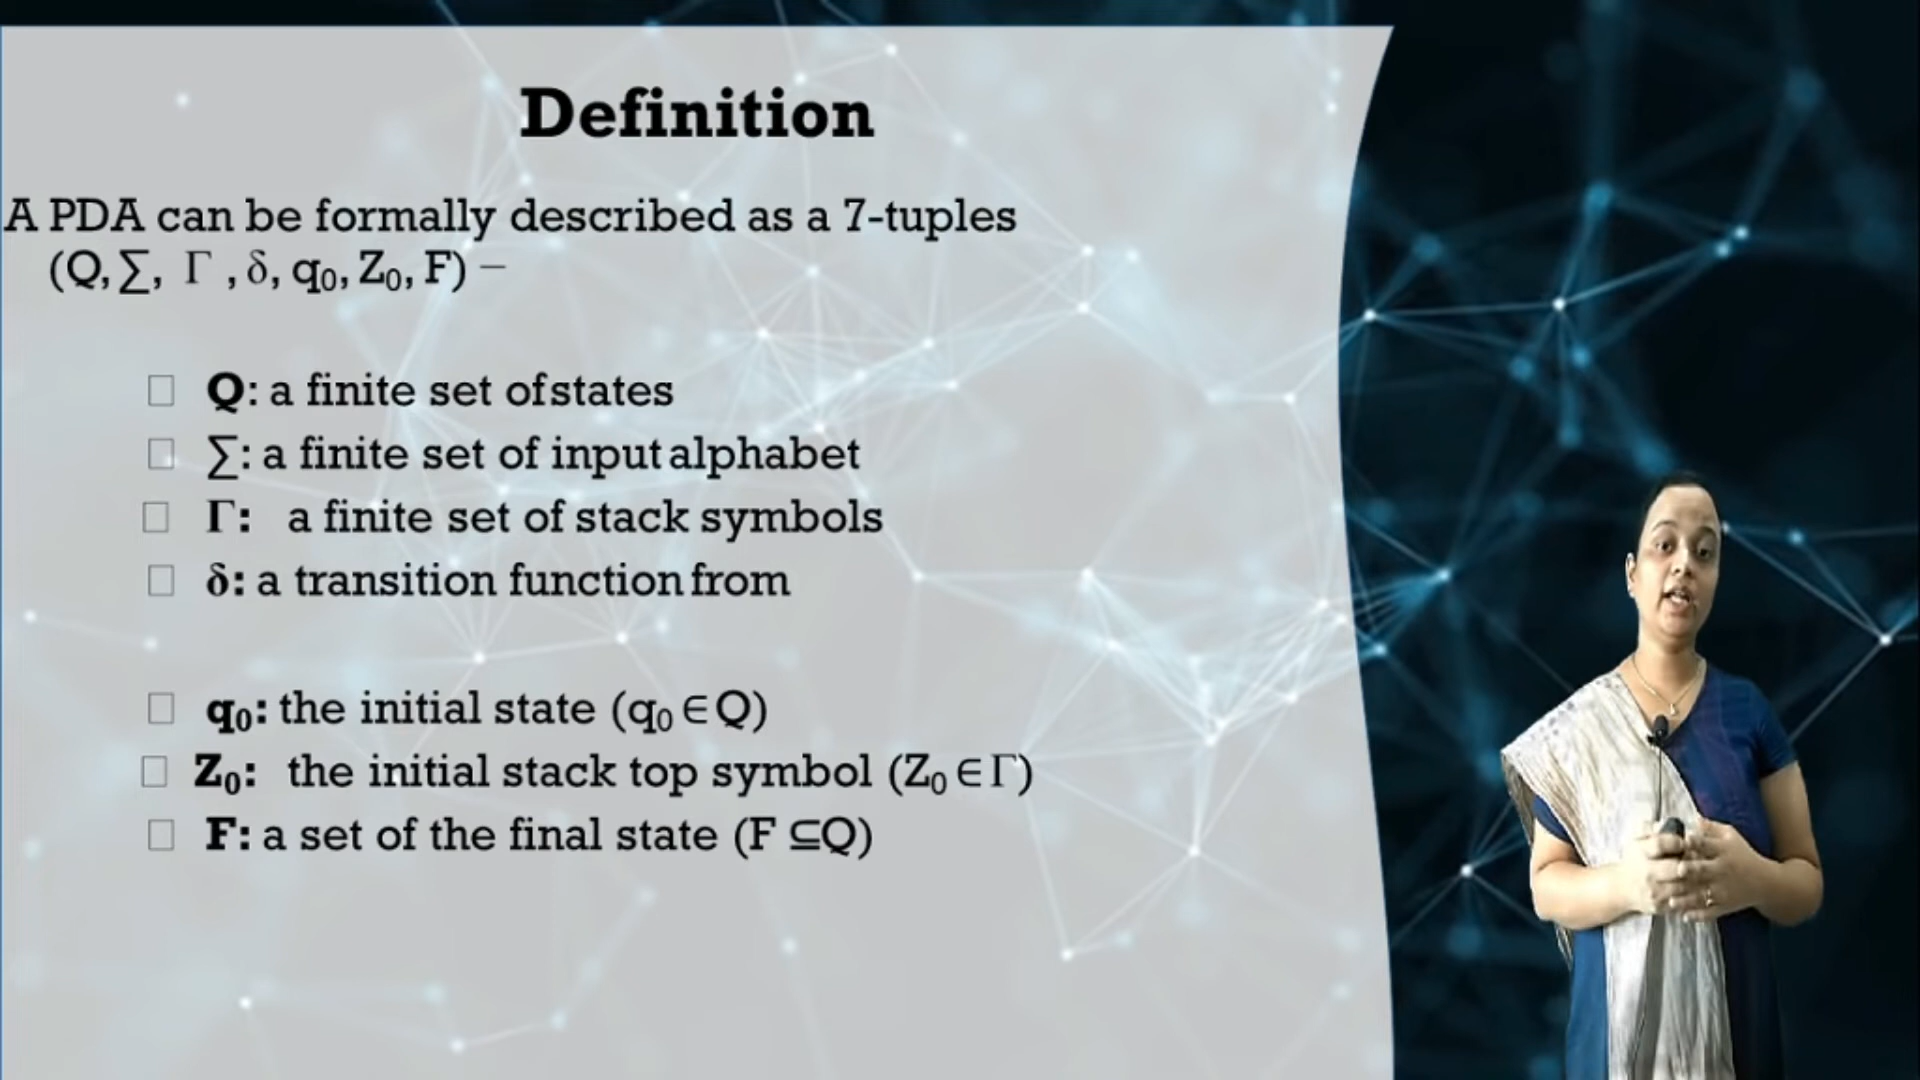 Definition
A PDA can be formally described as a 7-tuples
(Q, ∑, Γ , δ, q₀, Z₀, F) –
Q: a finite set ofstates
∑: a finite set of input alphabet
Γ: a finite set of stack symbols
δ: a transition function from
q₀: the initial state (q₀ ∈ Q)
Z₀: the initial stack top symbol (Z₀ ∈ Γ)
F: a set of the final state (F ⊆Q)